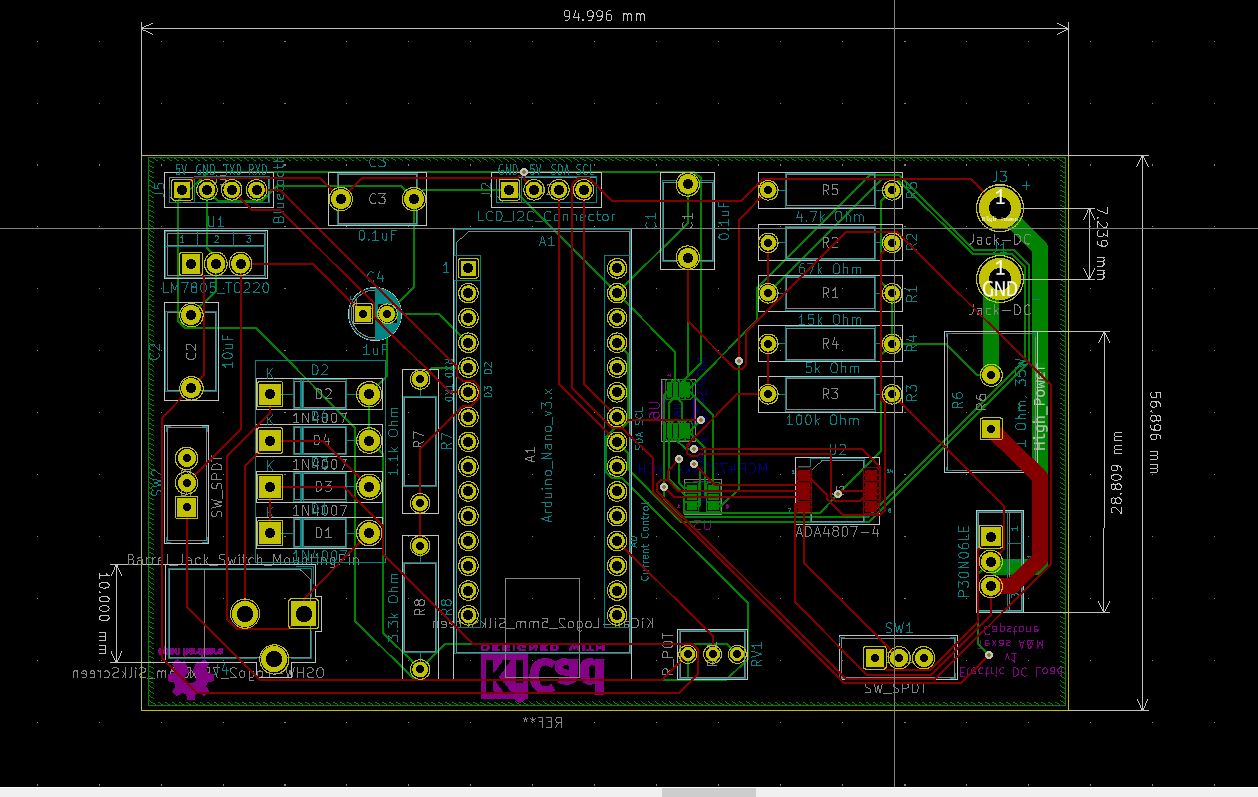 94.996 mm
5V GND TXD RXD
C3
GND 5V SDA SCL
J3
J5
Bluetooth
C3
J2
C1
C1
R5
R5
1
+
LCD_I2C_Connector
0.1uF
4.7k Ohm
U1
0.1uF
Jack-DC
7.239 mm
1 2 3
A1
R2
R2
67k Ohm
1
GND
LM7805_TO220
1
C4
R1
R1
Jack-DC
15k Ohm
C2
C2
10uF
1uF
R4
R4
5k Ohm
K
D2
D2
1N4007
R3
R3
100k Ohm
R6
R6
1 Ohm, 35W
High_Power
56.896 mm
D2
D3
1.1k Ohm
R7
R7
A1
Arduino_Nano_v3.x
SDA SCL
K
D4
1N4007
SW2
SW_SPDT
K
D3
1N4007
U2
28.809 mm
K
D1
1N4007
ADA4807-4
Current Control
P30N06LE
Barrel_Jack_Switch_MountingPin
10.000 mm
3.3k Ohm
R8
R8
KiCad-Logo2_5mm_SilkScreen
SW1
Capstone
Texas A&M
v1
Electric DC Load
R_POT
RV1
DESIGNED WITH
KiCad
SW_SPDT
REF**